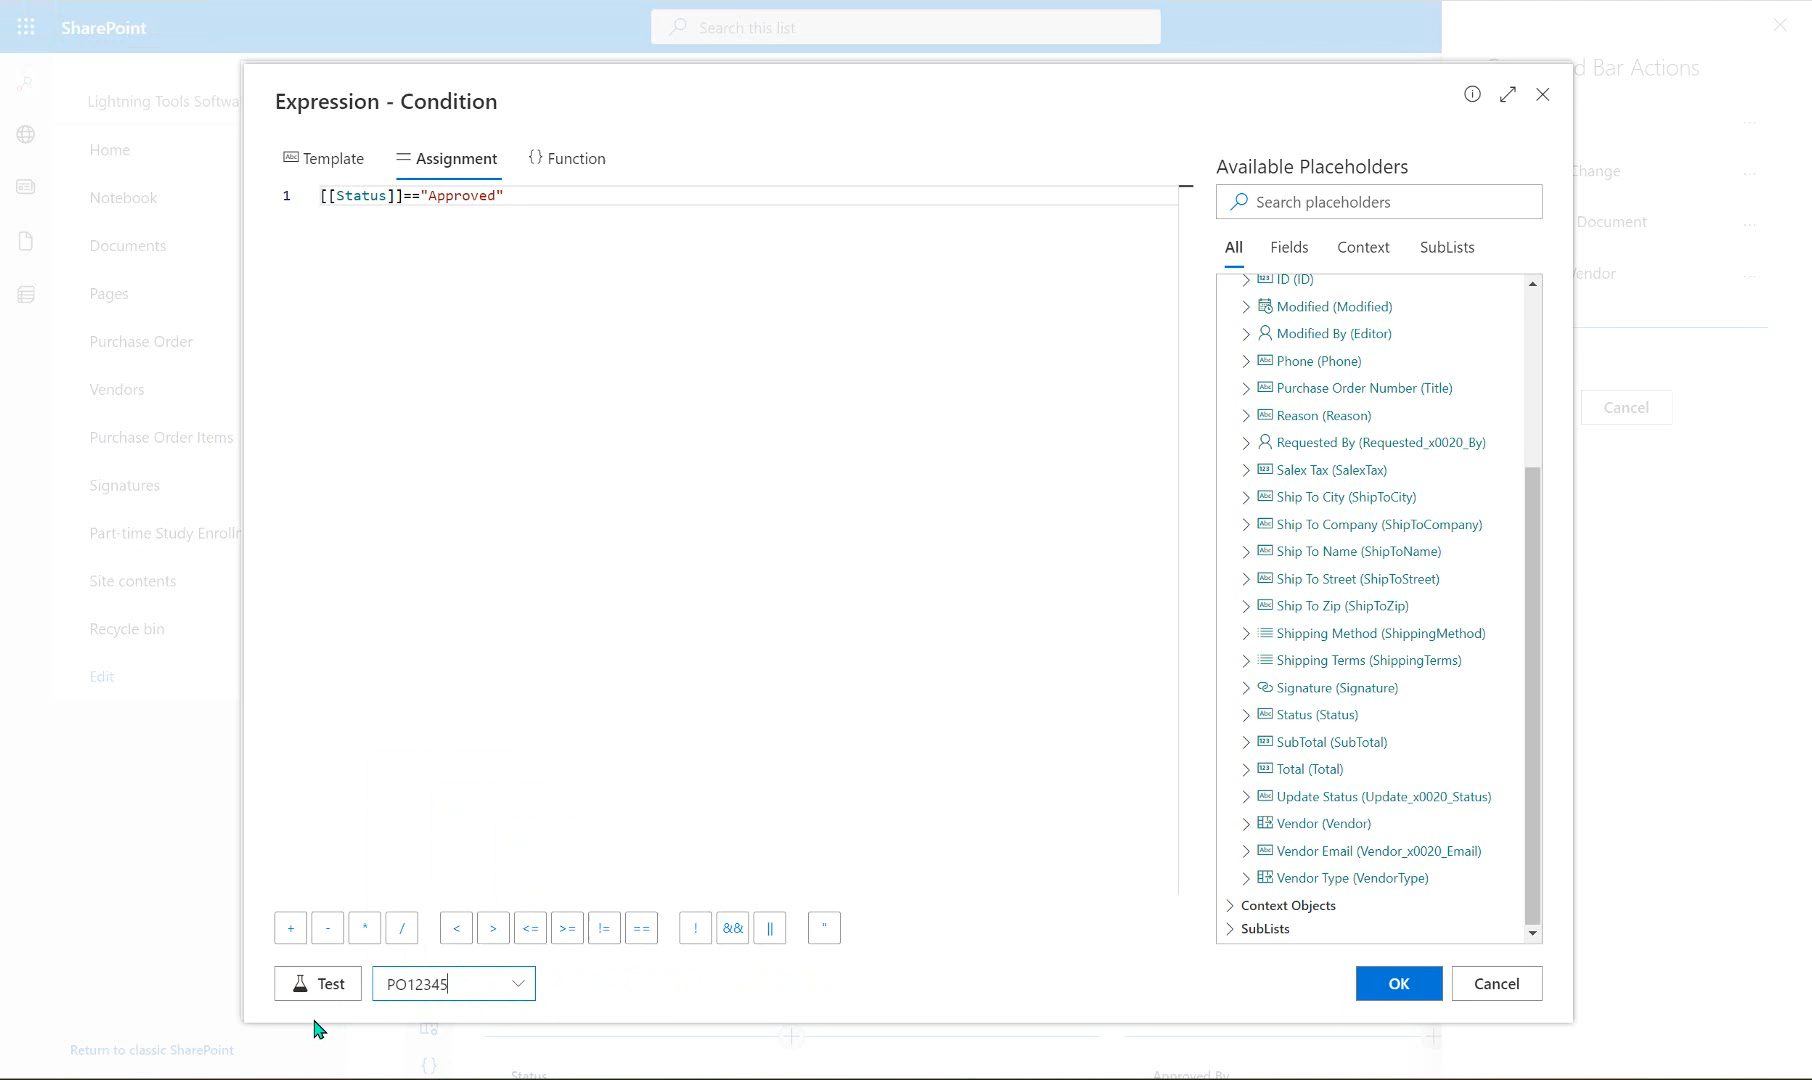 SharePoint
Search this list
d Bar Actions
Lightning Tools Softwa
Home
Notebook
Documents
Pages
Purchase Order
Vendors
Purchase Order Items
Signatures
Part-time Study Enrollr
Site contents
Recycle bin
Edit
Return to classic SharePoint
Expression - Condition
Template
Assignment
{} Function
1 [[Status]]=="Approved"
Available Placeholders
Search placeholders
All Fields Context SubLists
ID (ID)
Modified (Modified)
Modified By (Editor)
Phone (Phone)
Purchase Order Number (Title)
Reason (Reason)
Requested By (Requested_x0020_By)
Salex Tax (SalexTax)
Ship To City (ShipToCity)
Ship To Company (ShipToCompany)
Ship To Name (ShipToName)
Ship To Street (ShipToStreet)
Ship To Zip (ShipToZip)
Shipping Method (ShippingMethod)
Shipping Terms (ShippingTerms)
Signature (Signature)
Status (Status)
SubTotal (SubTotal)
Total (Total)
Update Status (Update_x0020_Status)
Vendor (Vendor)
Vendor Email (Vendor_x0020_Email)
Vendor Type (VendorType)
Context Objects
SubLists
+ - * / < > <= >= != == ! && || "
Test
PO12345
OK
Cancel
Change
Document
Vendor
Cancel
{}
Status
Approved By